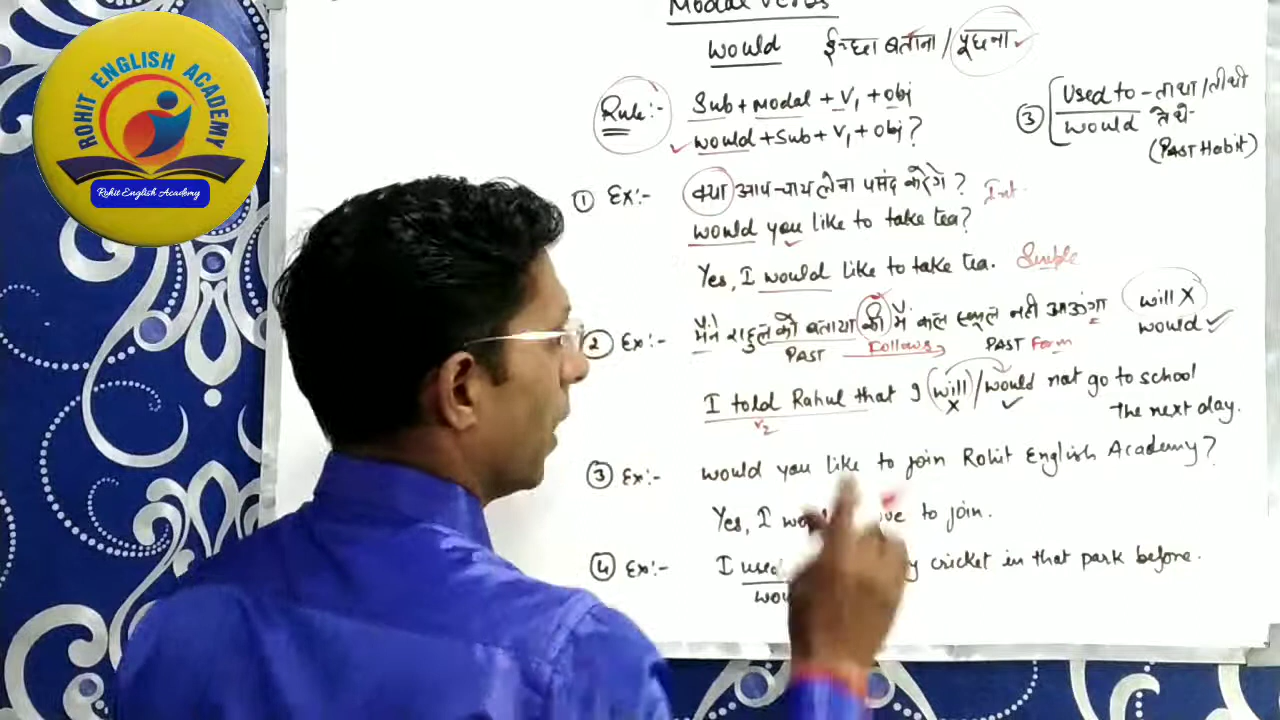 ROHIT ENGLISH ACADEMY
Rohit English Academy
Modal Verbs
Would इच्छा बताना / पूछना
Rule:- Sub + modal + V1 + obj
would + Sub + V1 + Obj ?
③ Used to - ता था / ती थी
would ते थे
(PAST Habit)
① Ex:- क्या आप चाय लेना पसंद करेंगे ? Int.
would you like to take tea?
Yes, I would like to take tea. Simple
② Ex:- मैंने राहुल को बताया की मैं कल स्कूल नही आऊंगा will X
would ✓
PAST Follows PAST Form
I told Rahul that I will / would not go to school
X ✓
V2
the next day.
③ Ex:- would you like to join Rohit English Academy?
Yes, I to join.
④ Ex:- I used cricket in that park before.